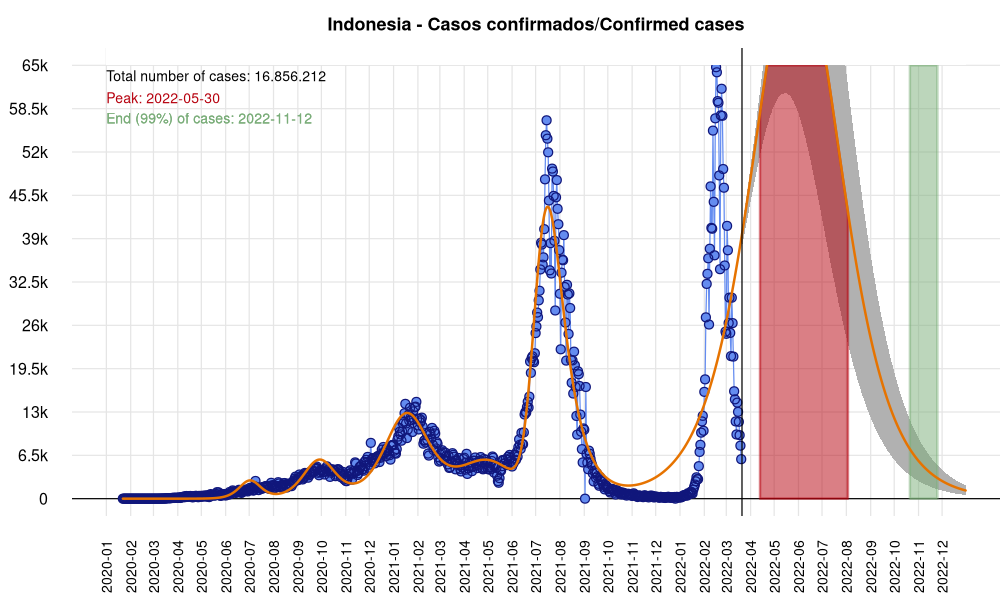 Indonesia - Casos confirmados/Confirmed cases
65k
Total number of cases: 16.856.212
Peak: 2022-05-30
End (99%) of cases: 2022-11-12
58.5k
52k
45.5k
39k
32.5k
26k
19.5k
13k
6.5k
0
2020-01
2020-02
2020-03
2020-04
2020-05
2020-06
2020-07
2020-08
2020-09
2020-10
2020-11
2020-12
2021-01
2021-02
2021-03
2021-04
2021-05
2021-06
2021-07
2021-08
2021-09
2021-10
2021-11
2021-12
2022-01
2022-02
2022-03
2022-04
2022-05
2022-06
2022-07
2022-08
2022-09
2022-10
2022-11
2022-12